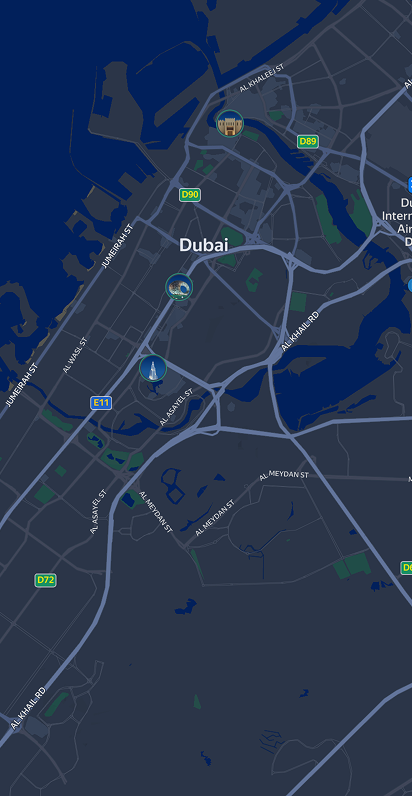 AL KHALEEJ ST
D89
D90
Du
Intern
Air
D
Dubai
JUMEIRAH ST
AL KHAIL RD
AL WASL ST
JUMEIRAH ST
E11
AL ASAYEL ST
AL MEYDAN ST
AL ASAYEL ST
AL MEYDAN ST
AL MEYDAN ST
D72
AL KHAIL RD